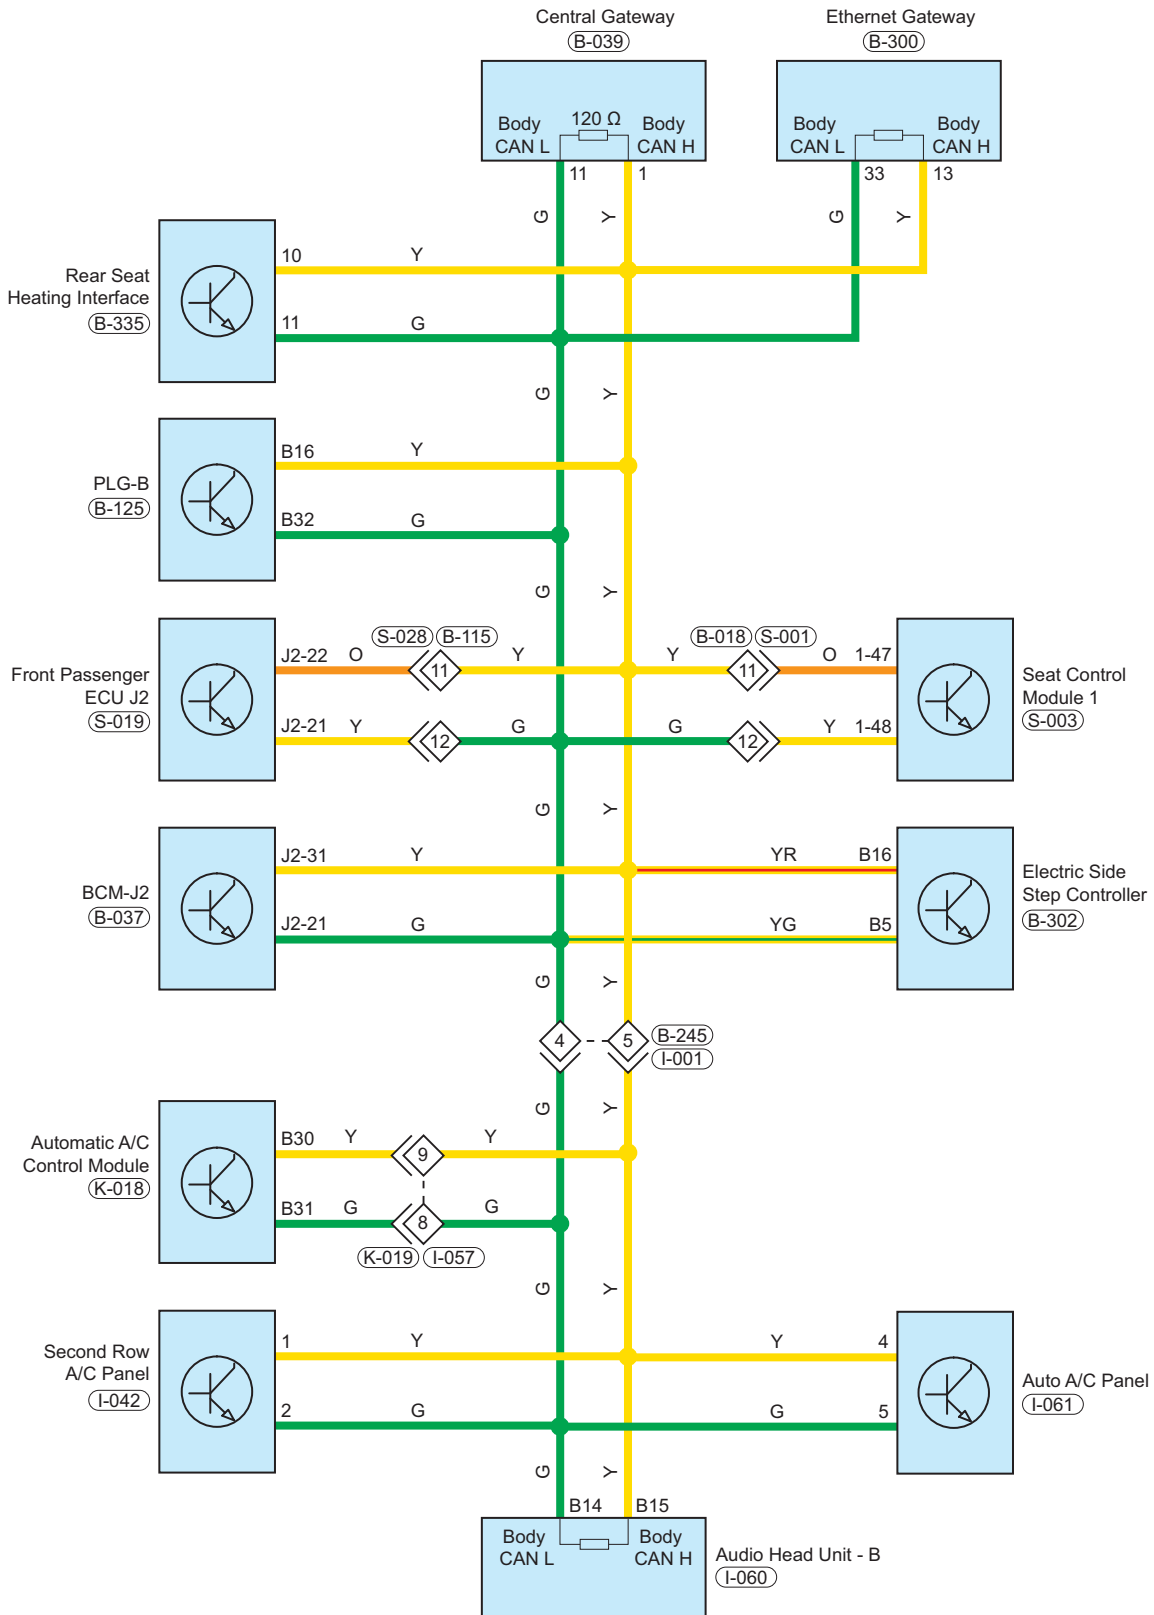 Central Gateway
B-039
Ethernet Gateway
B-300
Body
CAN L
120 Ω
Body
CAN H
Body
CAN L
Body
CAN H
11
1
33
13
G
Y
G
Y
Rear Seat
Heating Interface
B-335
10
Y
11
G
G
Y
PLG-B
B-125
B16
Y
B32
G
G
Y
Front Passenger
ECU J2
S-019
J2-22
O
S-028
B-115
11
Y
Y
B-018
S-001
11
O
1-47
J2-21
Y
12
G
G
12
Y
1-48
Seat Control
Module 1
S-003
G
Y
BCM-J2
B-037
J2-31
Y
YR
B16
J2-21
G
YG
B5
Electric Side
Step Controller
B-302
G
Y
4
5
B-245
I-001
G
Y
Automatic A/C
Control Module
K-018
B30
Y
9
Y
B31
G
8
G
K-019
I-057
G
Y
Second Row
A/C Panel
I-042
1
Y
Y
4
2
G
G
5
Auto A/C Panel
I-061
G
Y
B14
B15
Body
CAN L
Body
CAN H
Audio Head Unit - B
I-060